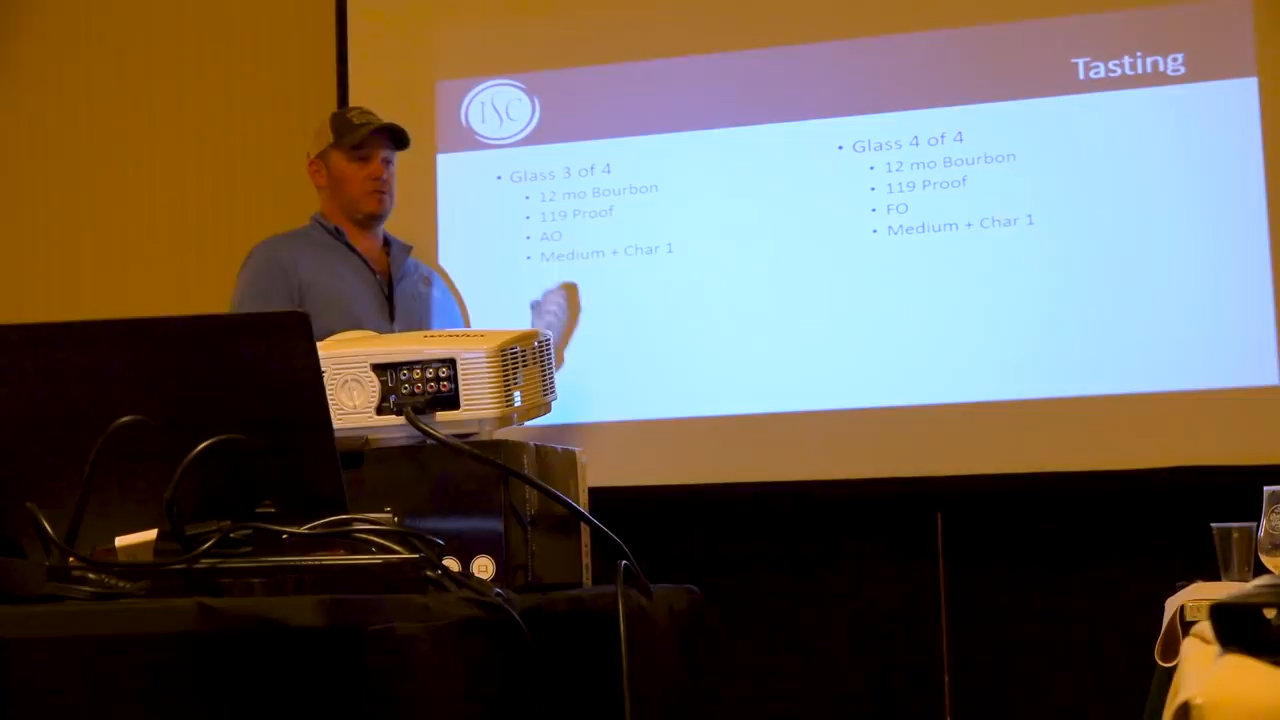 ISC
Tasting
• Glass 3 of 4
• 12 mo Bourbon
• 119 Proof
• AO
• Medium + Char 1
• Glass 4 of 4
• 12 mo Bourbon
• 119 Proof
• FO
• Medium + Char 1